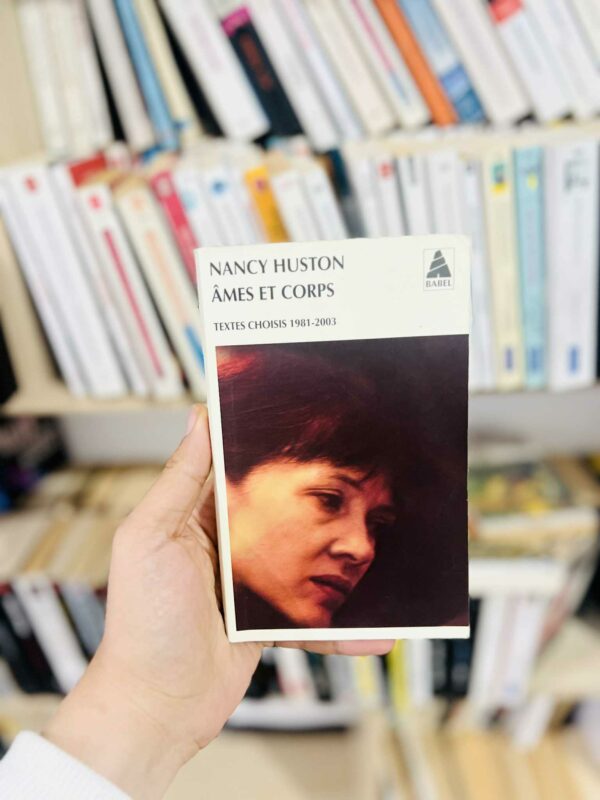 NANCY HUSTON
ÂMES ET CORPS
TEXTES CHOISIS 1981-2003
BABEL